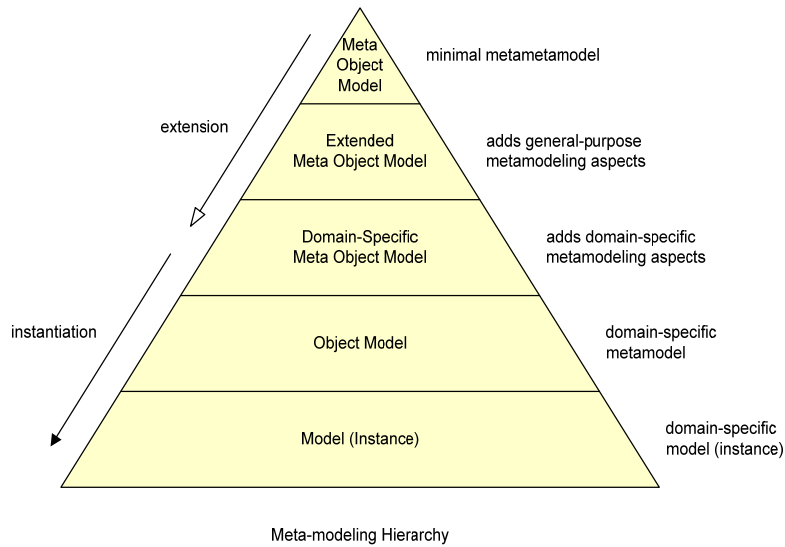 Meta
Object
Model
minimal metametamodel
extension
Extended
Meta Object Model
adds general-purpose
metamodeling aspects
Domain-Specific
Meta Object Model
adds domain-specific
metamodeling aspects
instantiation
Object Model
domain-specific
metamodel
Model (Instance)
domain-specific
model (instance)
Meta-modeling Hierarchy